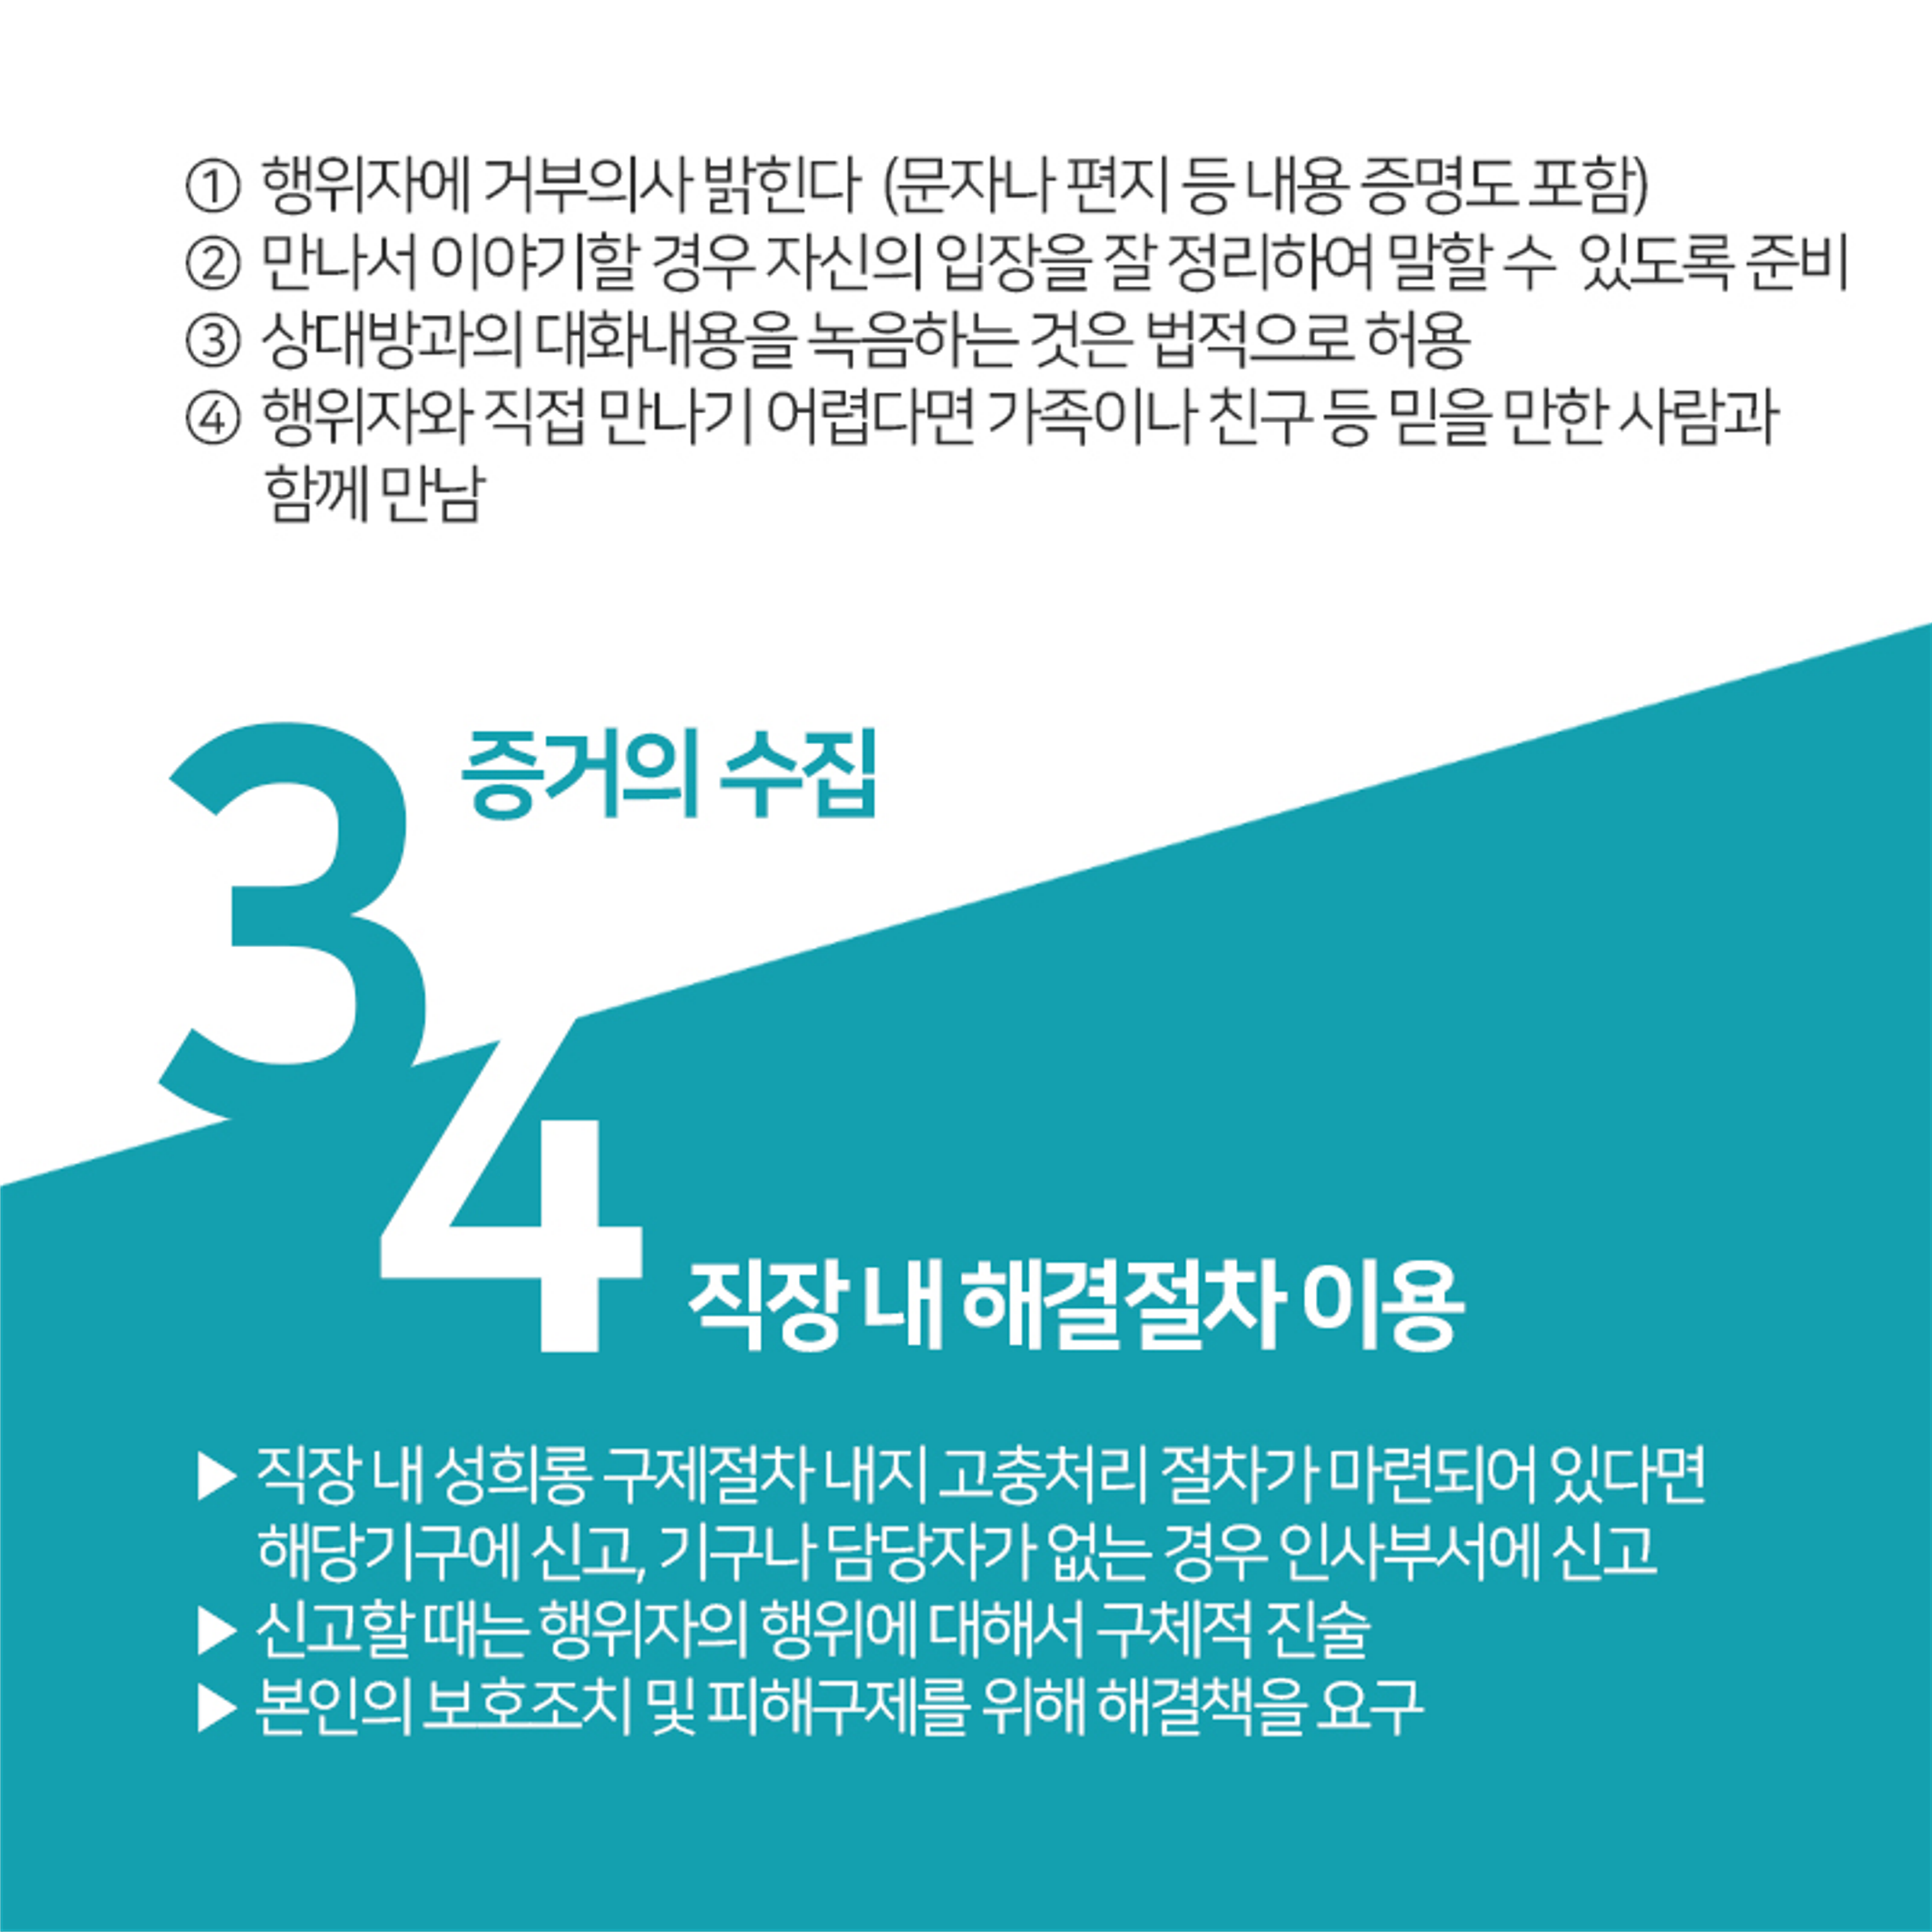 ① 행위자에 거부의사 밝힌다 (문자나 편지 등 내용 증명도 포함)
② 만나서 이야기할 경우 자신의 입장을 잘 정리하여 말할 수 있도록 준비
③ 상대방과의 대화내용을 녹음하는 것은 법적으로 허용
④ 행위자와 직접 만나기 어렵다면 가족이나 친구 등 믿을 만한 사람과
함께 만남
3 증거의 수집
4 직장 내 해결절차 이용
▶ 직장 내 성희롱 구제절차 내지 고충처리 절차가 마련되어 있다면
해당기구에 신고, 기구나 담당자가 없는 경우 인사부서에 신고
▶ 신고할 때는 행위자의 행위에 대해서 구체적 진술
▶ 본인의 보호조치 및 피해구제를 위해 해결책을 요구